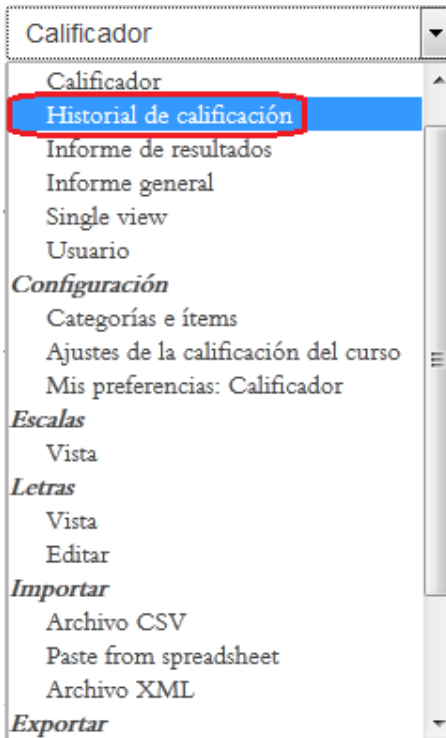 Calificador
Calificador
Historial de calificación
Informe de resultados
Informe general
Single view
Usuario
Configuración
Categorías e ítems
Ajustes de la calificación del curso
Mis preferencias: Calificador
Escalas
Vista
Letras
Vista
Editar
Importar
Archivo CSV
Paste from spreadsheet
Archivo XML
Exportar